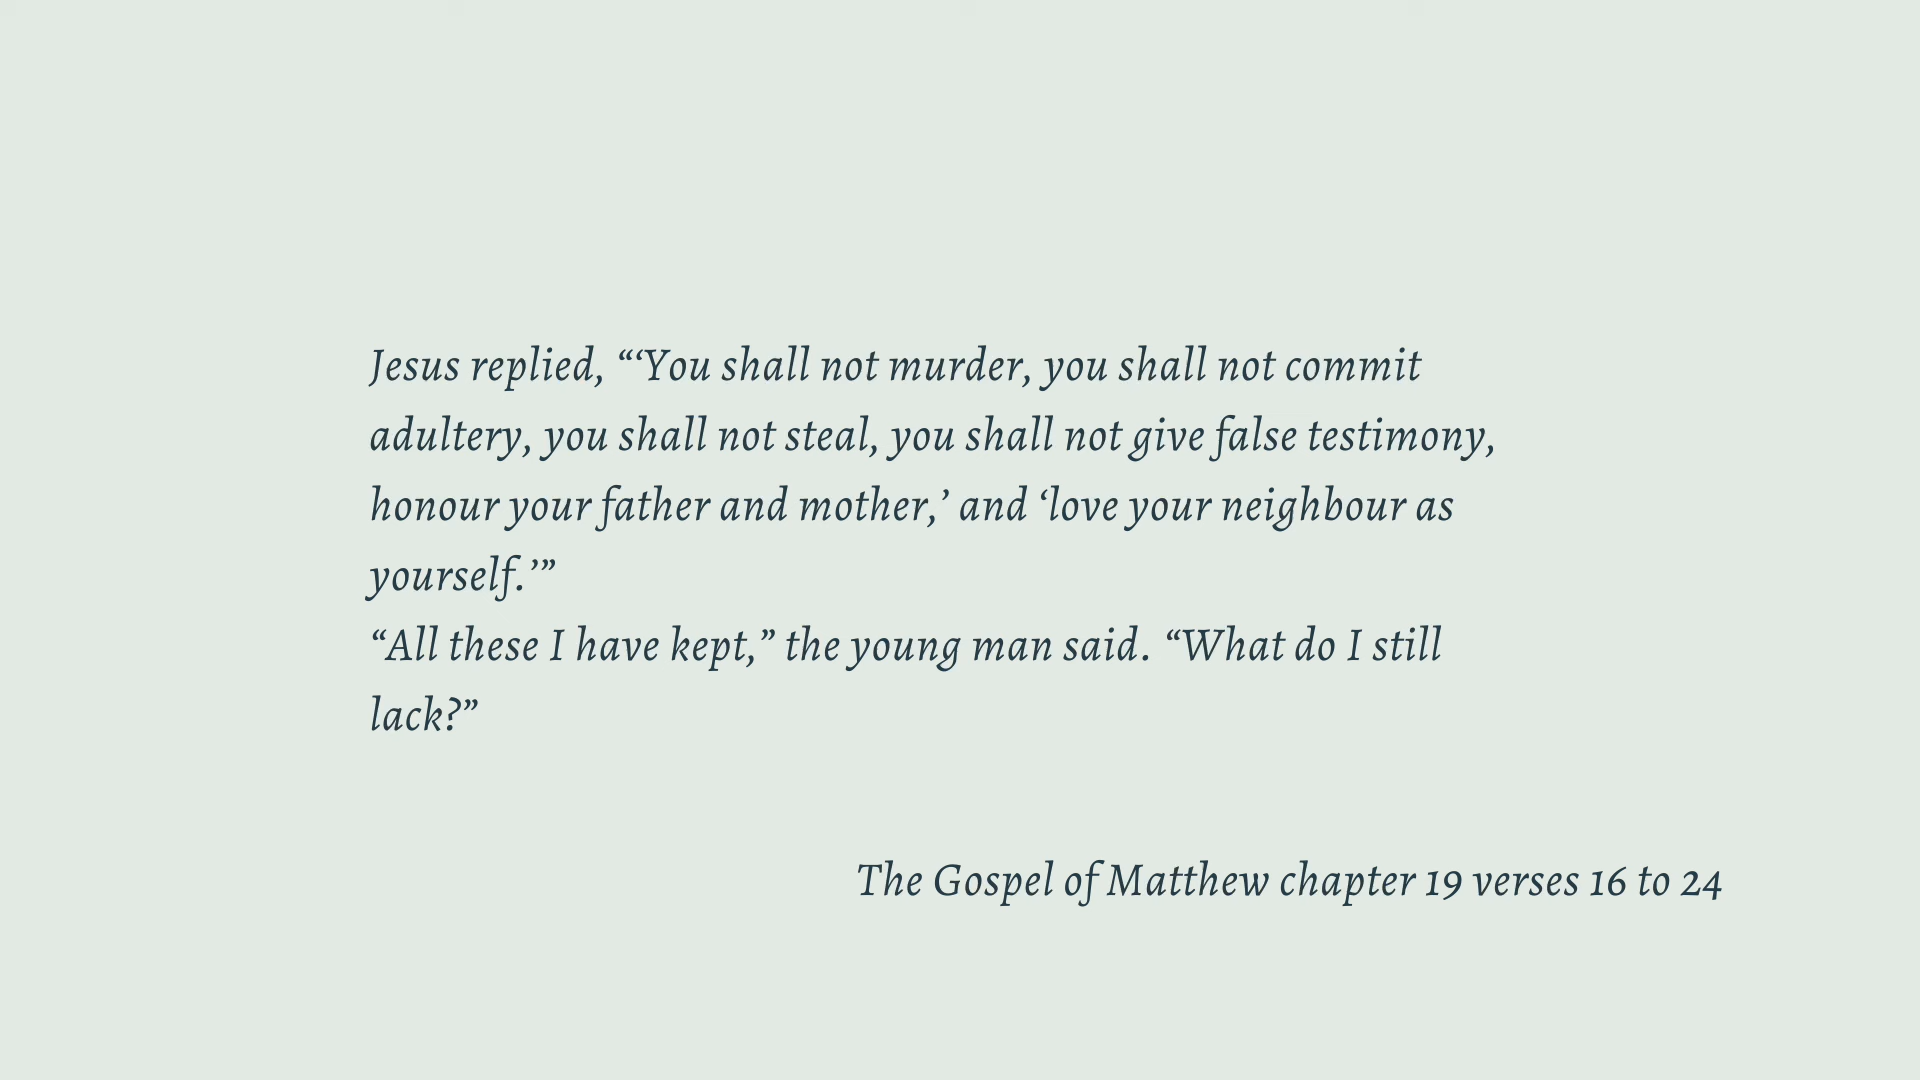 Jesus replied, “‘You shall not murder, you shall not commit
adultery, you shall not steal, you shall not give false testimony,
honour your father and mother,’ and ‘love your neighbour as
yourself.’”
“All these I have kept,” the young man said. “What do I still
lack?”
The Gospel of Matthew chapter 19 verses 16 to 24